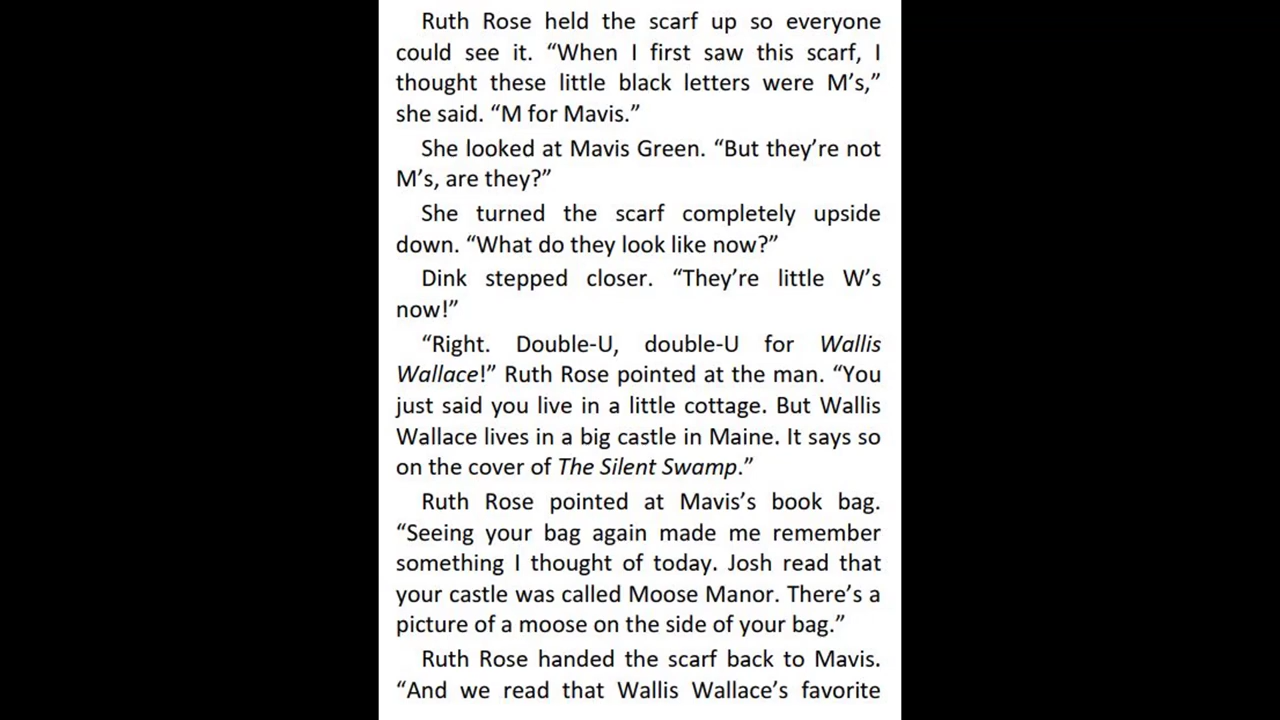 Ruth Rose held the scarf up so everyone
could see it. “When I first saw this scarf, I
thought these little black letters were M’s,”
she said. “M for Mavis.”
She looked at Mavis Green. “But they’re not
M’s, are they?”
She turned the scarf completely upside
down. “What do they look like now?”
Dink stepped closer. “They’re little W’s
now!”
“Right. Double-U, double-U for Wallis
Wallace!” Ruth Rose pointed at the man. “You
just said you live in a little cottage. But Wallis
Wallace lives in a big castle in Maine. It says so
on the cover of The Silent Swamp.”
Ruth Rose pointed at Mavis’s book bag.
“Seeing your bag again made me remember
something I thought of today. Josh read that
your castle was called Moose Manor. There’s a
picture of a moose on the side of your bag.”
Ruth Rose handed the scarf back to Mavis.
“And we read that Wallis Wallace’s favorite